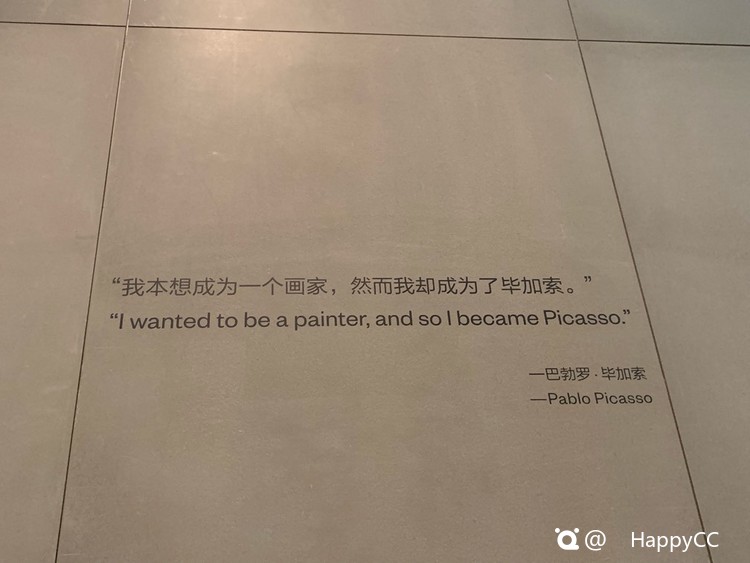 “我本想成为一个画家，然而我却成为了毕加索。”
“I wanted to be a painter, and so I became Picasso.”
—巴勃罗·毕加索
—Pablo Picasso
@ HappyCC